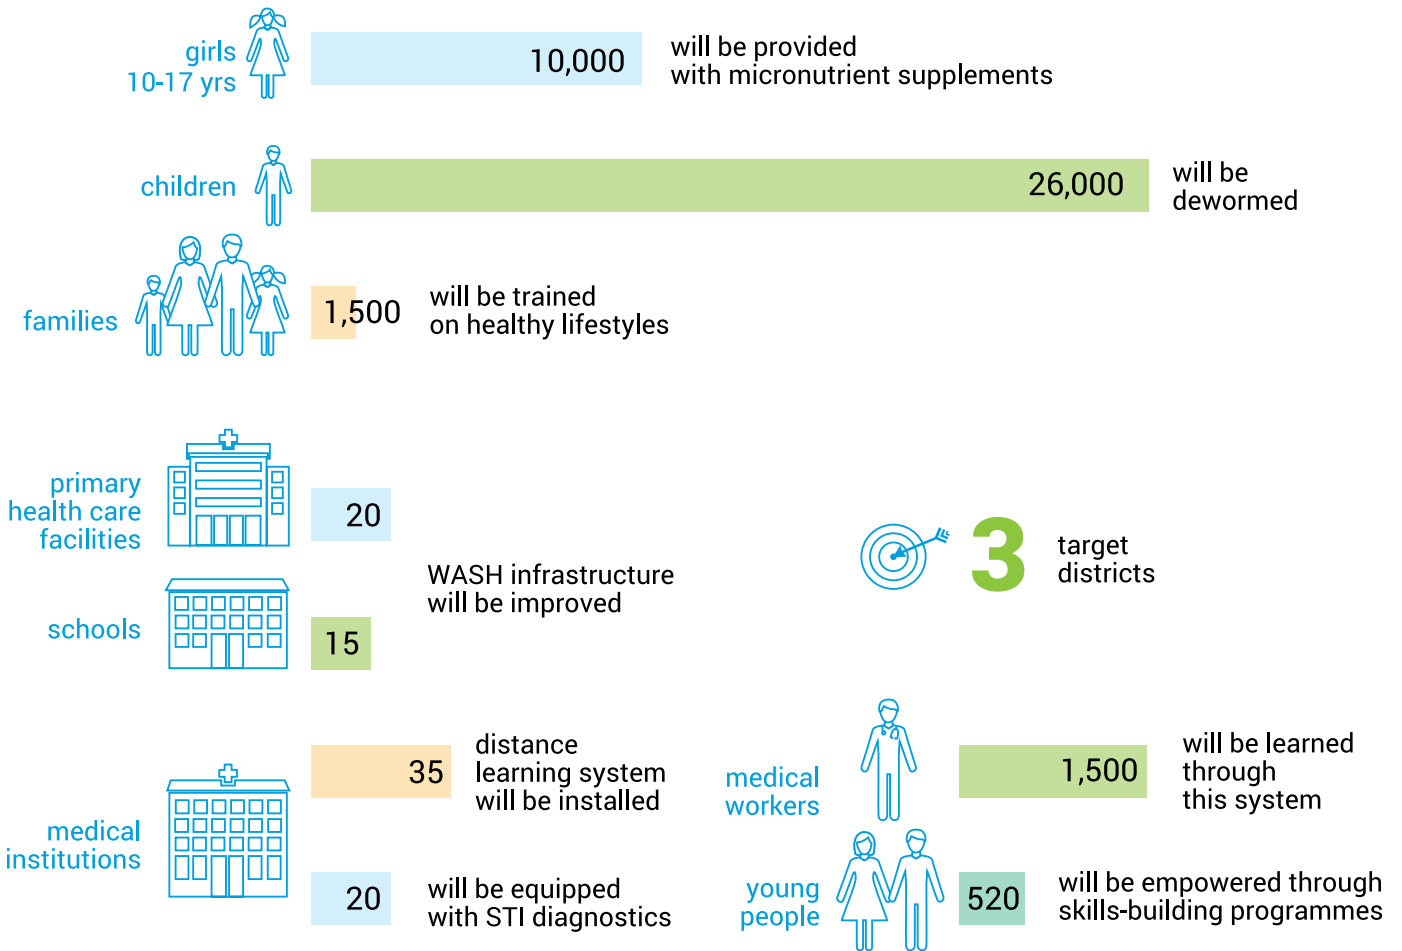 girls
10-17 yrs
10,000
will be provided
with micronutrient supplements
children
26,000
will be
dewormed
families
1,500
will be trained
on healthy lifestyles
primary
health care
facilities
20
schools
15
WASH infrastructure
will be improved
3
target
districts
medical
institutions
35
distance
learning system
will be installed
20
will be equipped
with STI diagnostics
medical
workers
1,500
will be learned
through
this system
young
people
520
will be empowered through
skills-building programmes